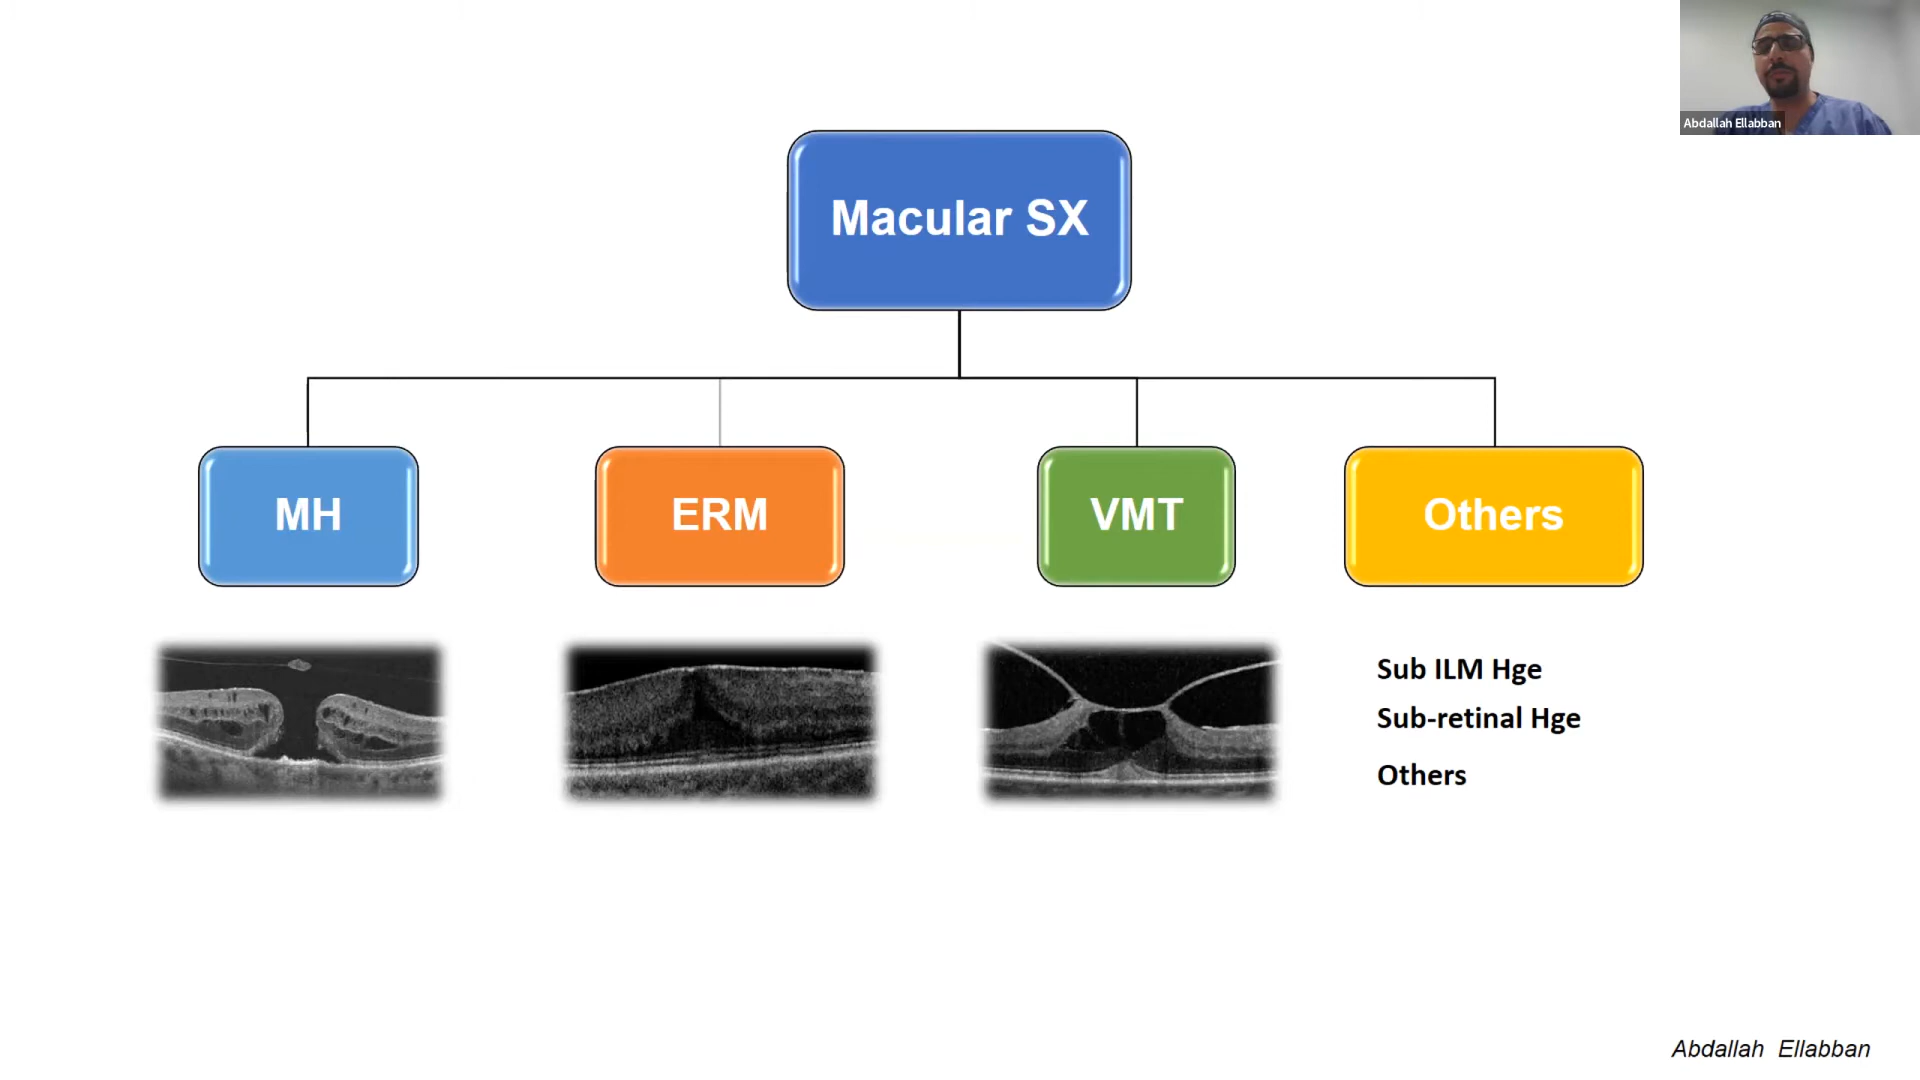 Abdallah Ellabban
Macular SX
MH
ERM
VMT
Others
Sub ILM Hge
Sub-retinal Hge
Others
Abdallah Ellabban